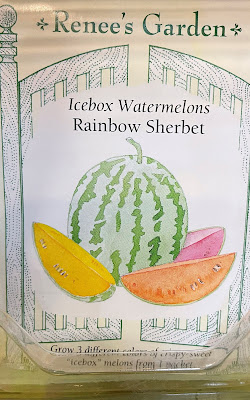 Renee's Garden
Icebox Watermelons
Rainbow Sherbet
Grow 3 different colors of crispy-sweet
"icebox" melons from 1 packet